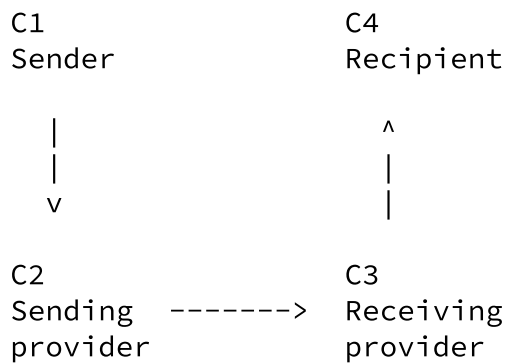 C1 C4
Sender Recipient
| ^
| |
v |
C2 C3
Sending -------> Receiving
provider provider